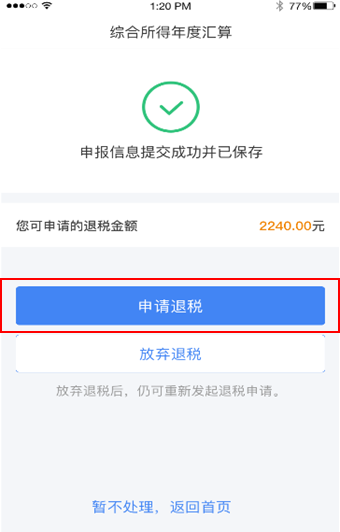 1:20 PM
77%
综合所得年度汇算
申报信息提交成功并已保存
您可申请的退税金额 2240.00元
申请退税
放弃退税
放弃退税后，仍可重新发起退税申请。
暂不处理，返回首页